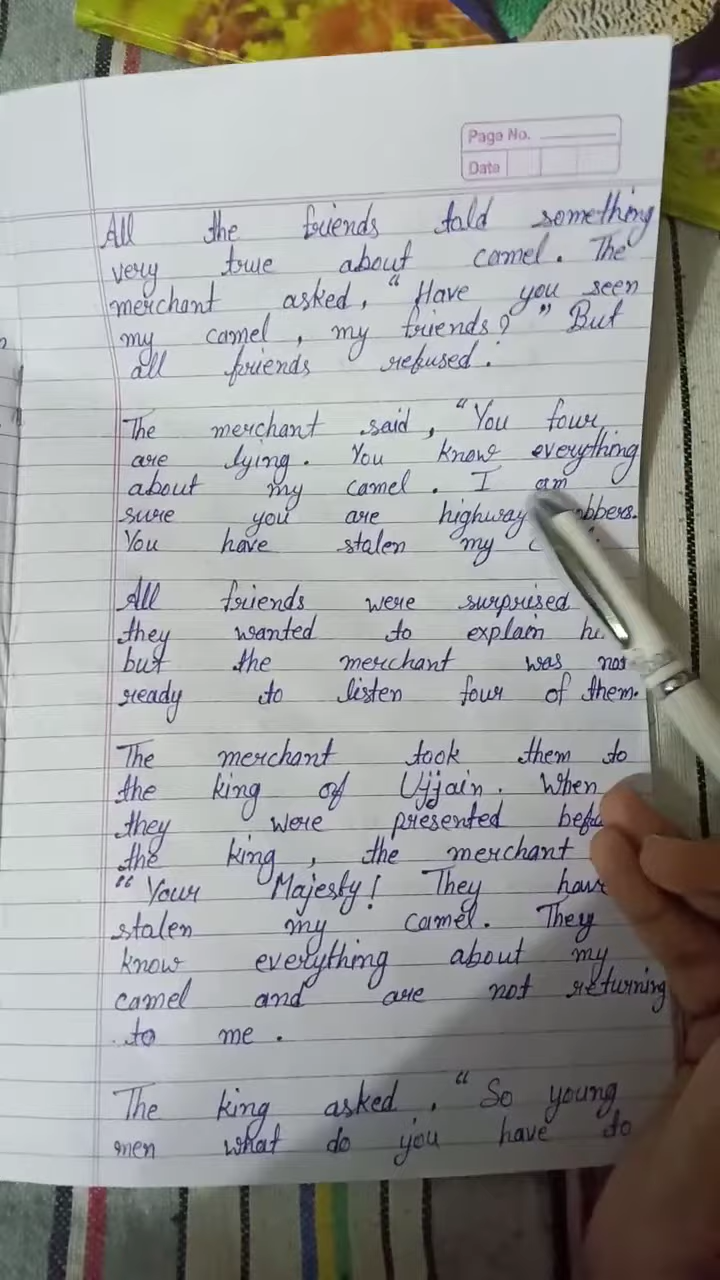 Page No.
Date
All the friends told something
very true about camel. The
merchant asked, “Have you seen
my camel, my friends?” But
all friends refused.
The merchant said, “You four
are lying. You know everything
about my camel. I am
sure you are highway
You have stalen my
All friends were surprised
they wanted to explain
but the merchant was not
ready to listen four of them.
The merchant took them to
the king of Ujjain. When
they were presented
the king, the merchant
“Your Majesty! They have
stalen my camel. They
know everything about my
camel and are not returning
to me.
The king asked, “So young
men what do you have to